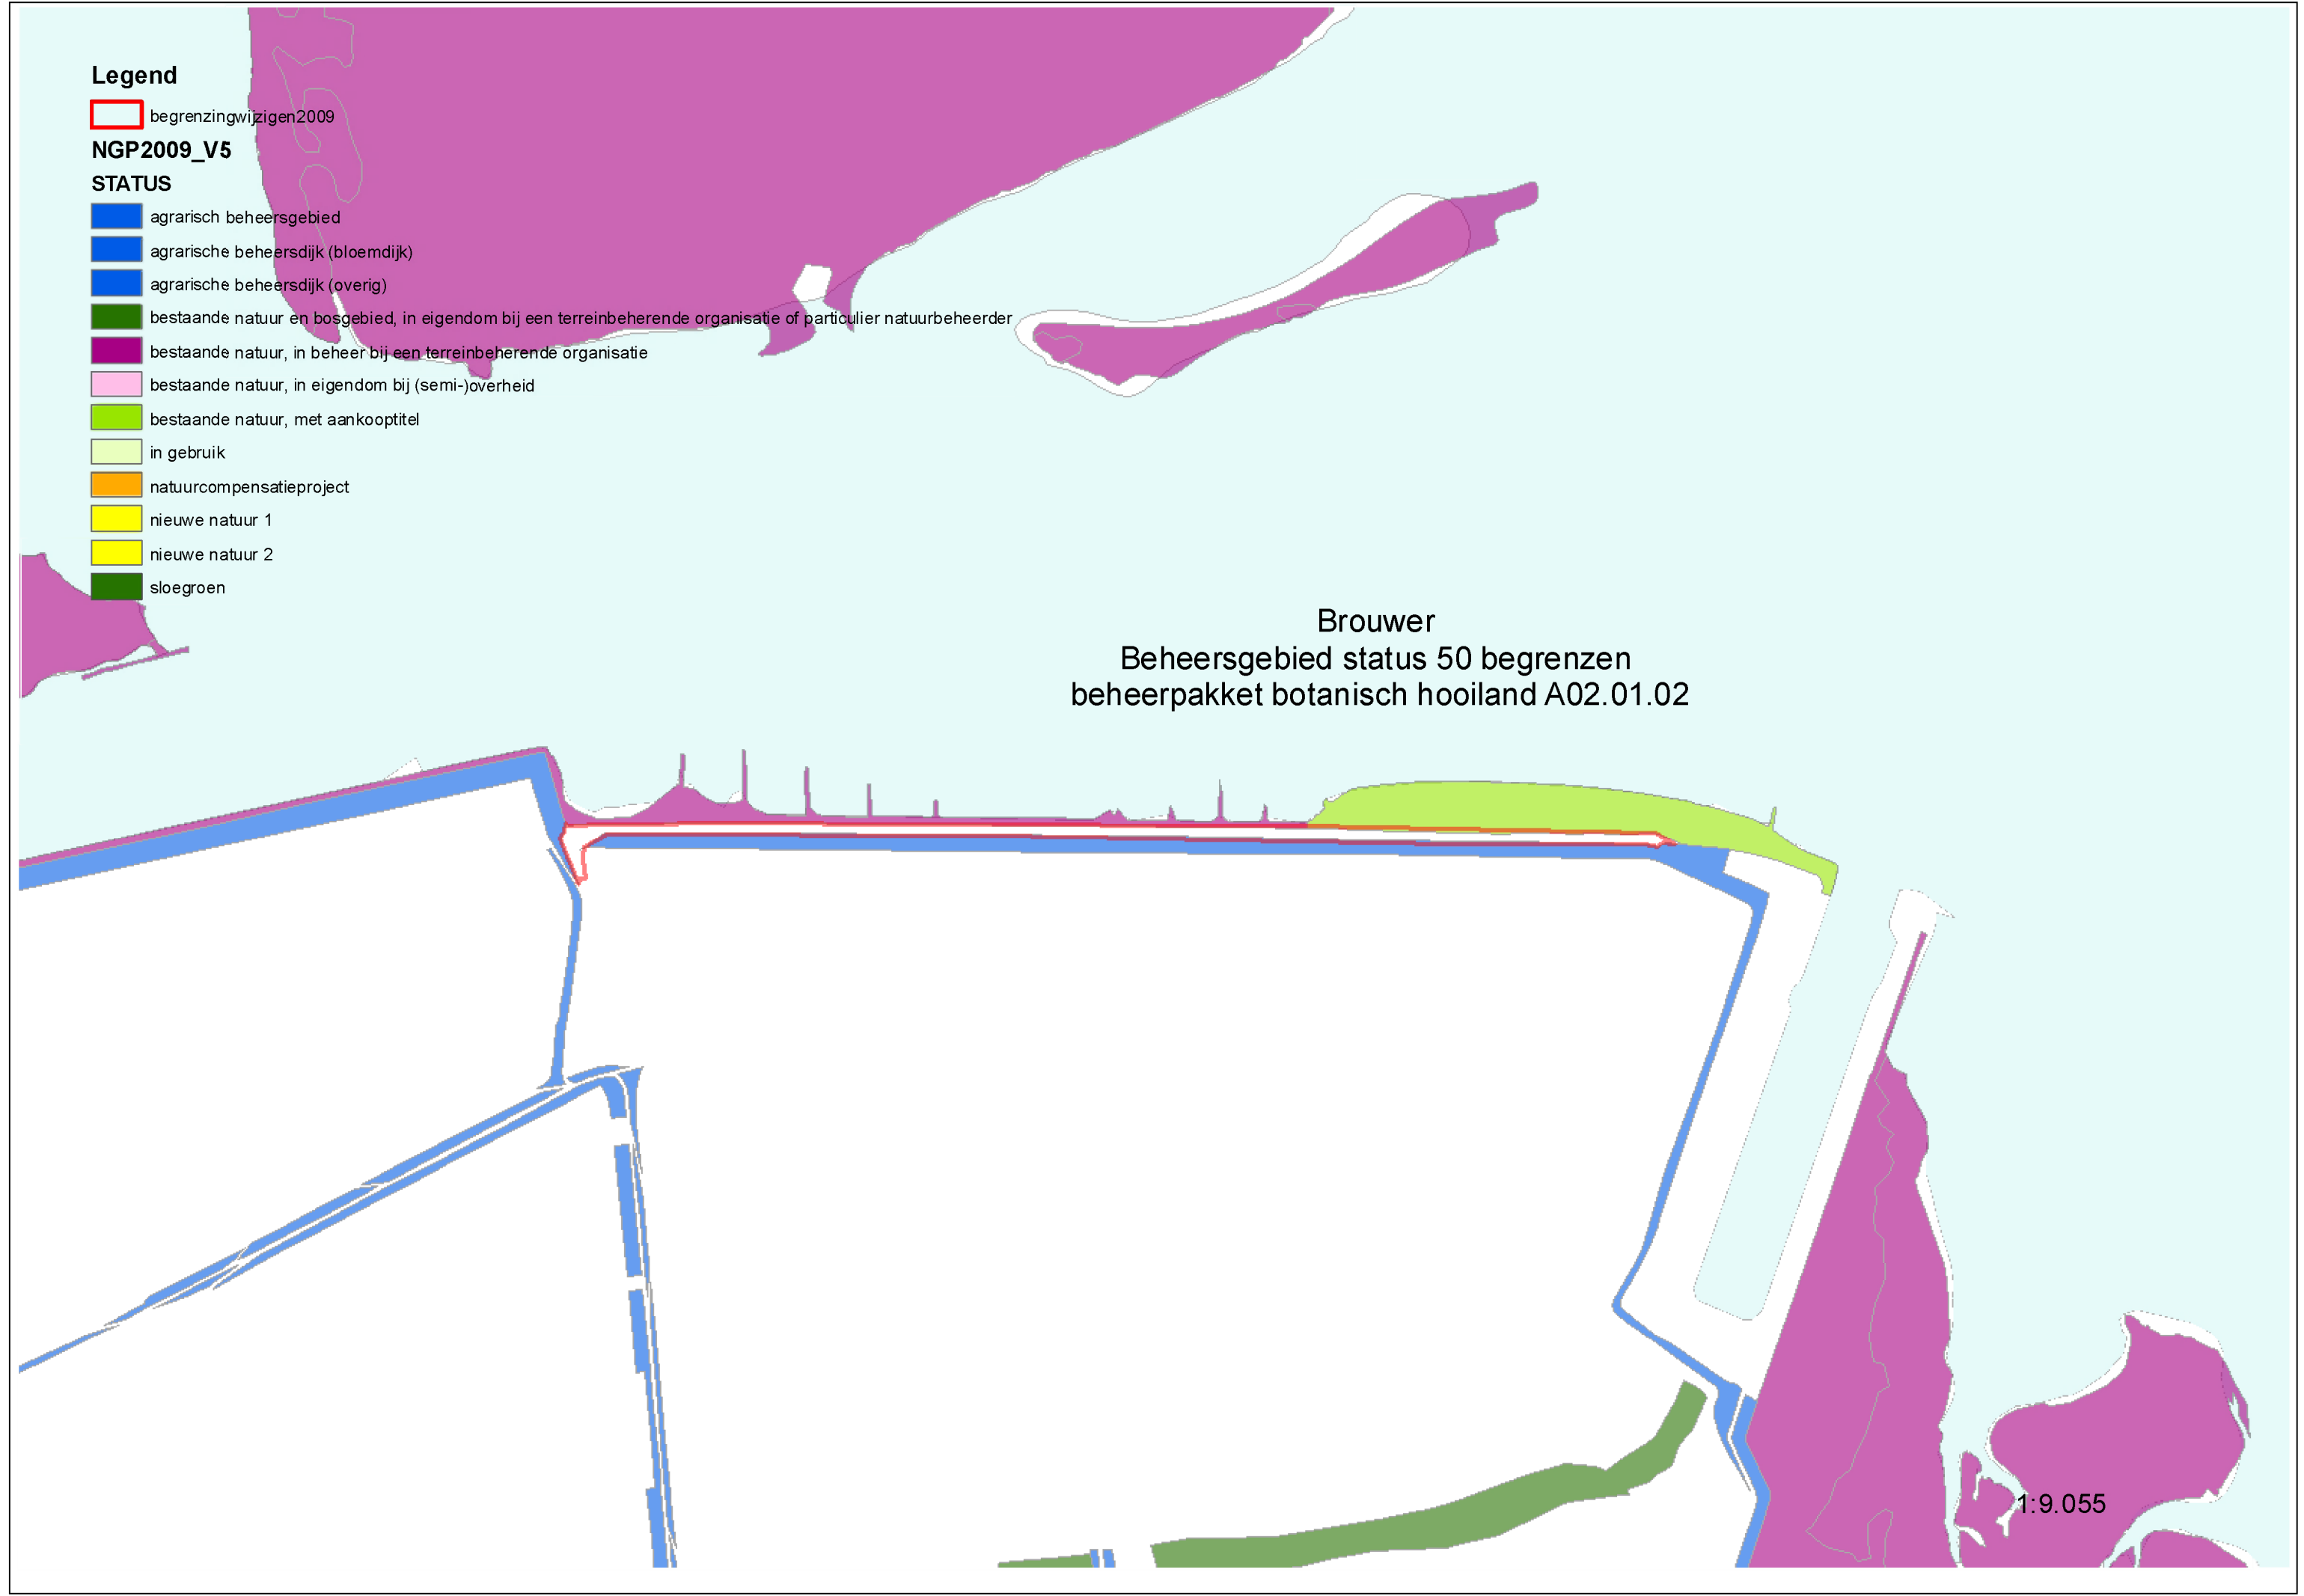 Legend
begrenzingwijzigen2009
NGP2009_V5
STATUS
agrarisch beheersgebied
agrarische beheersdijk (bloemdijk)
agrarische beheersdijk (overig)
bestaande natuur en bosgebied, in eigendom bij een terreinbeherende organisatie of particulier natuurbeheerder
bestaande natuur, in beheer bij een terreinbeherende organisatie
bestaande natuur, in eigendom bij (semi-)overheid
bestaande natuur, met aankooptitel
in gebruik
natuurcompensatieproject
nieuwe natuur 1
nieuwe natuur 2
sloegroen
Brouwer
Beheersgebied status 50 begrenzen
beheerpakket botanisch hooiland A02.01.02
1:9.055